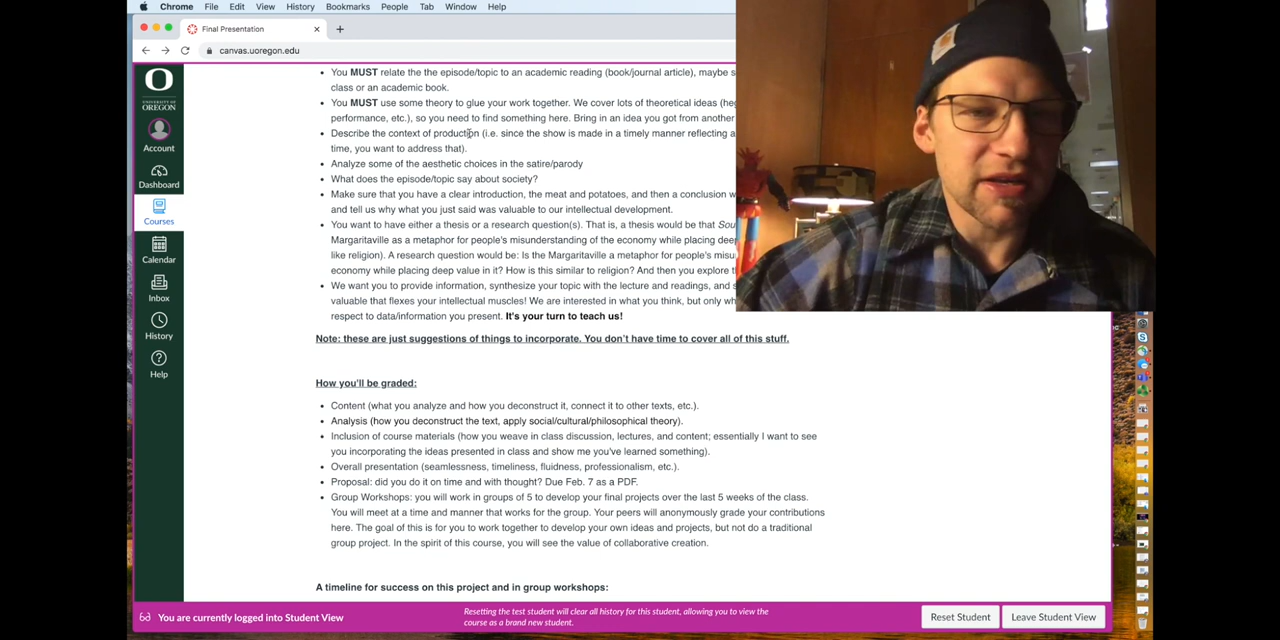 Chrome File Edit View History Bookmarks People Tab Window Help
Final Presentation
canvas.uoregon.edu
O
UNIVERSITY OF
OREGON
Account
Dashboard
Courses
Calendar
Inbox
History
Help
You MUST relate the the episode/topic to an academic reading (book/journal article), maybe s
class or an academic book.
You MUST use some theory to glue your work together. We cover lots of theoretical ideas (heg
performance, etc.), so you need to find something here. Bring in an idea you got from another
Describe the context of production (i.e. since the show is made in a timely manner reflecting a
time, you want to address that).
Analyze some of the aesthetic choices in the satire/parody
What does the episode/topic say about society?
Make sure that you have a clear introduction, the meat and potatoes, and then a conclusion w
and tell us why what you just said was valuable to our intellectual development.
You want to have either a thesis or a research question(s). That is, a thesis would be that Sou
Margaritaville as a metaphor for people's misunderstanding of the economy while placing deep
like religion). A research question would be: Is the Margaritaville a metaphor for people's misu
economy while placing deep value in it? How is this similar to religion? And then you explore t
We want you to provide information, synthesize your topic with the lecture and readings, and s
valuable that flexes your intellectual muscles! We are interested in what you think, but only wh
respect to data/information you present. It's your turn to teach us!
Note: these are just suggestions of things to incorporate. You don't have time to cover all of this stuff.
How you'll be graded:
Content (what you analyze and how you deconstruct it, connect it to other texts, etc.).
Analysis (how you deconstruct the text, apply social/cultural/philosophical theory).
Inclusion of course materials (how you weave in class discussion, lectures, and content; essentially I want to see
you incorporating the ideas presented in class and show me you've learned something).
Overall presentation (seamlessness, timeliness, fluidness, professionalism, etc.).
Proposal: did you do it on time and with thought? Due Feb. 7 as a PDF.
Group Workshops: you will work in groups of 5 to develop your final projects over the last 5 weeks of the class.
You will meet at a time and manner that works for the group. Your peers will anonymously grade your contributions
here. The goal of this is for you to work together to develop your own ideas and projects, but not do a traditional
group project. In the spirit of this course, you will see the value of collaborative creation.
A timeline for success on this project and in group workshops:
You are currently logged into Student View
Resetting the test student will clear all history for this student, allowing you to view the
course as a brand new student.
Reset Student
Leave Student View